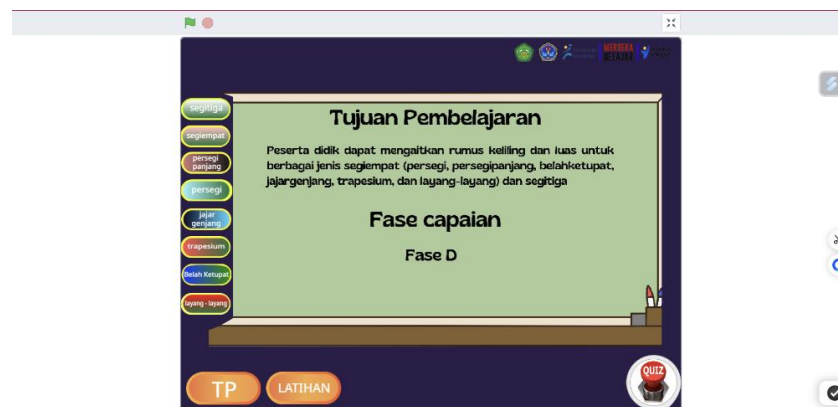 MERDEKA
BELAJAR
segitiga
segiempat
persegi
panjang
persegi
jajar
genjang
trapesium
Belah Ketupat
layang - layang
Tujuan Pembelajaran
Peserta didik dapat mengaitkan rumus keliling dan luas untuk
berbagai jenis segiempat (persegi, persegipanjang, belahketupat,
jajargenjang, trapesium, dan layang-layang) dan segitiga
Fase capaian
Fase D
TP
LATIHAN
QUIZ